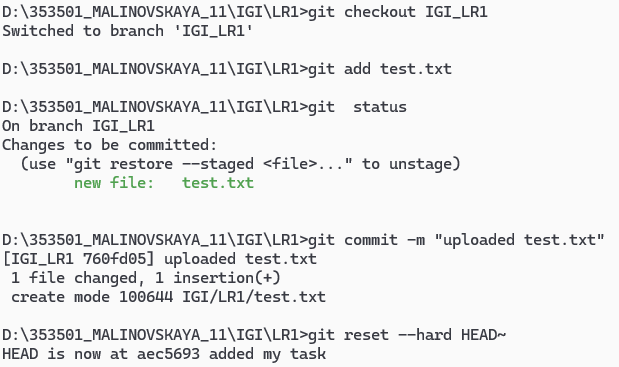 D:\353501_MALINOVSKAYA_11\IGI\LR1>git checkout IGI_LR1
Switched to branch 'IGI_LR1'
D:\353501_MALINOVSKAYA_11\IGI\LR1>git add test.txt
D:\353501_MALINOVSKAYA_11\IGI\LR1>git  status
On branch IGI_LR1
Changes to be committed:
  (use "git restore --staged <file>..." to unstage)
        new file:   test.txt
D:\353501_MALINOVSKAYA_11\IGI\LR1>git commit -m "uploaded test.txt"
[IGI_LR1 760fd05] uploaded test.txt
 1 file changed, 1 insertion(+)
 create mode 100644 IGI/LR1/test.txt
D:\353501_MALINOVSKAYA_11\IGI\LR1>git reset --hard HEAD~
HEAD is now at aec5693 added my task